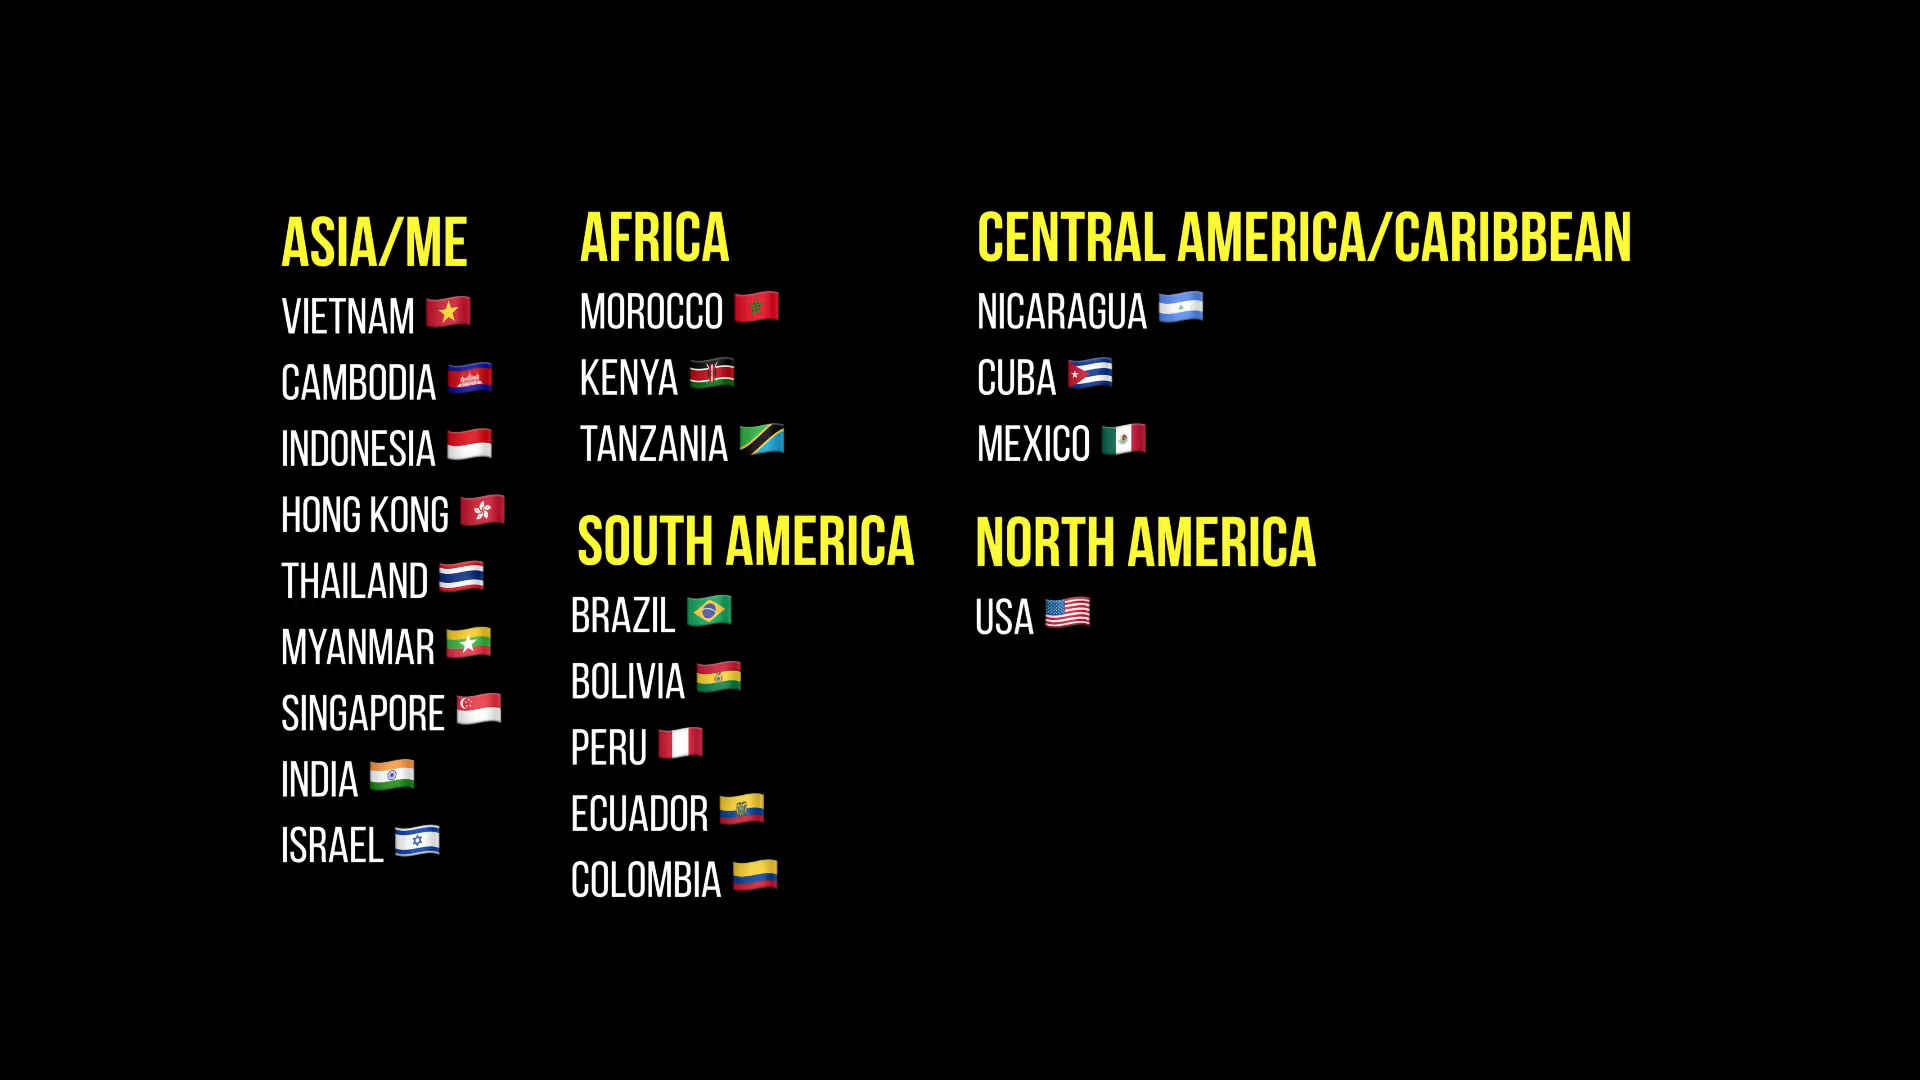 ASIA/ME
VIETNAM 🇻🇳
CAMBODIA 🇰🇭
INDONESIA 🇮🇩
HONG KONG 🇭🇰
THAILAND 🇹🇭
MYANMAR 🇲🇲
SINGAPORE 🇸🇬
INDIA 🇮🇳
ISRAEL 🇮🇱
AFRICA
MOROCCO 🇲🇦
KENYA 🇰🇪
TANZANIA 🇹🇿
SOUTH AMERICA
BRAZIL 🇧🇷
BOLIVIA 🇧🇴
PERU 🇵🇪
ECUADOR 🇪🇨
COLOMBIA 🇨🇴
CENTRAL AMERICA/CARIBBEAN
NICARAGUA 🇳🇮
CUBA 🇨🇺
MEXICO 🇲🇽
NORTH AMERICA
USA 🇺🇸